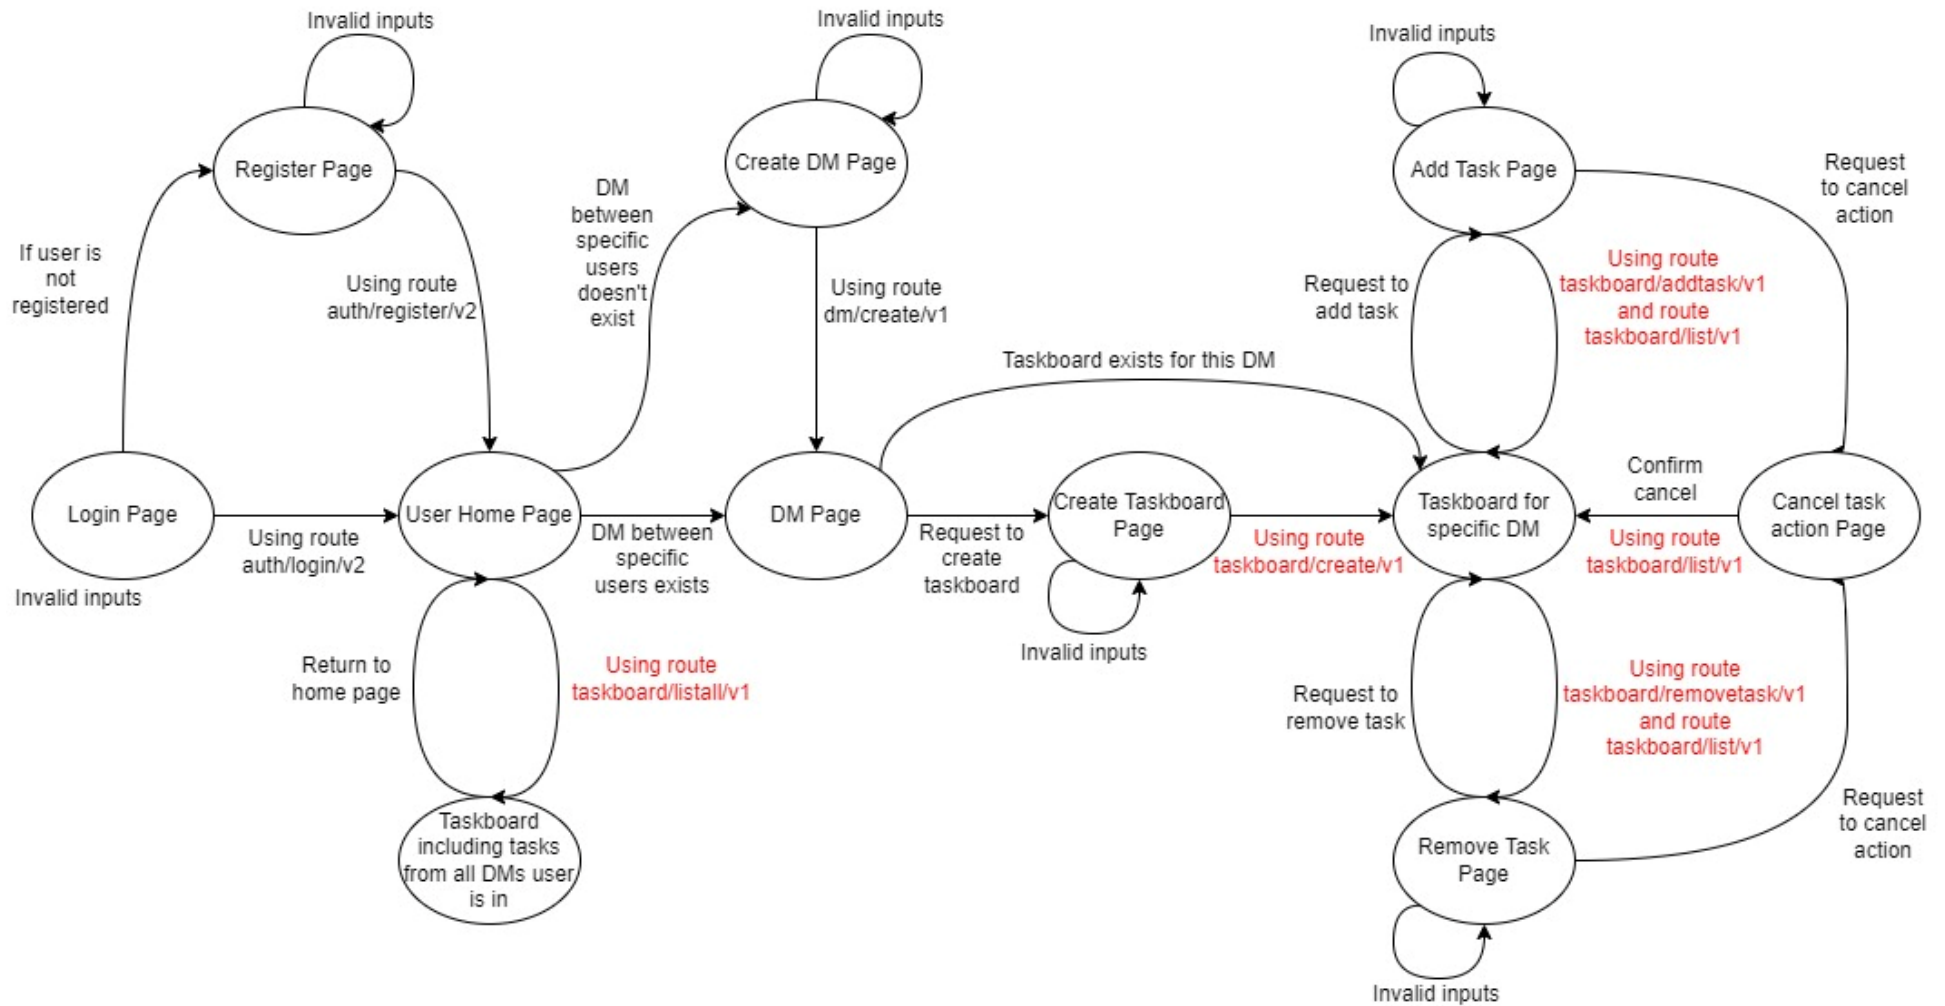 Invalid inputs
Invalid inputs
Invalid inputs
Register Page
Create DM Page
Add Task Page
Request
to cancel
action
DM
between
specific
users
doesn't
exist
If user is
not
registered
Using route
auth/register/v2
Using route
dm/create/v1
Request to
add task
Using route
taskboard/addtask/v1
and route
taskboard/list/v1
Taskboard exists for this DM
Login Page
User Home Page
DM Page
Create Taskboard
Page
Taskboard for
specific DM
Confirm
cancel
Cancel task
action Page
Using route
auth/login/v2
Invalid inputs
DM between
specific
users exists
Request to
create
taskboard
Using route
taskboard/create/v1
Using route
taskboard/list/v1
Invalid inputs
Return to
home page
Using route
taskboard/listall/v1
Request to
remove task
Using route
taskboard/removetask/v1
and route
taskboard/list/v1
Taskboard
including tasks
from all DMs user
is in
Remove Task
Page
Request
to cancel
action
Invalid inputs